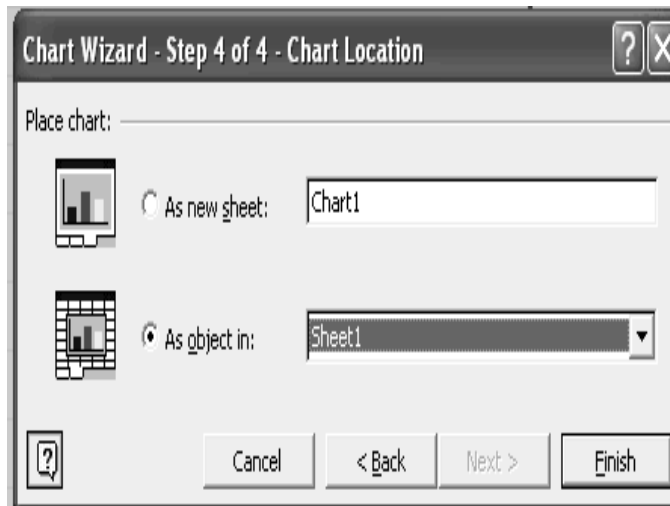 Chart Wizard - Step 4 of 4 - Chart Location
Place chart:
As new sheet: Chart1
As object in: Sheet1
Cancel < Back Next > Finish